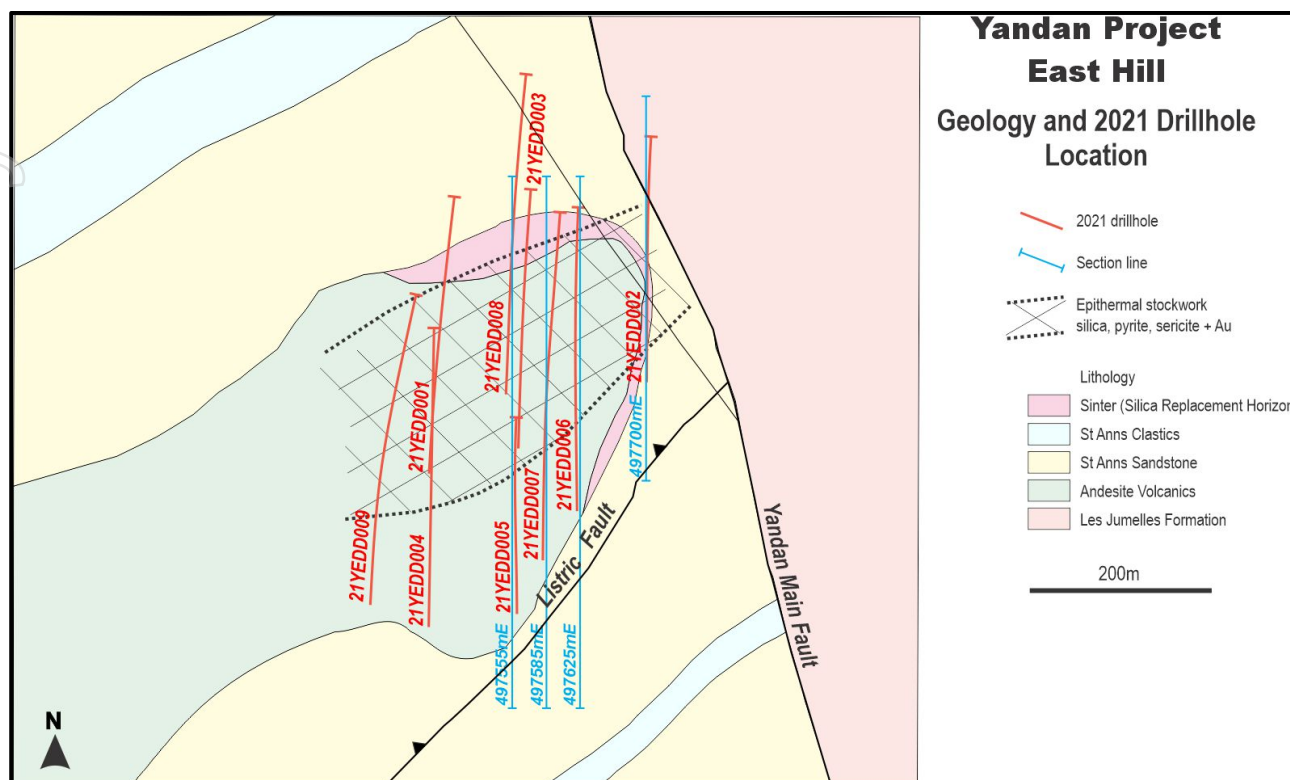 Yandan Project
East Hill
Geology and 2021 Drillhole
Location
2021 drillhole
Section line
Epithermal stockwork
silica, pyrite, sericite + Au
Lithology
Sinter (Silica Replacement Horizon
St Anns Clastics
St Anns Sandstone
Andesite Volcanics
Les Jumelles Formation
200m
21YEDD003
21YEDD008
21YEDD002
21YEDD001
21YEDD006
21YEDD007
21YEDD009
21YEDD004
21YEDD005
497700mE
497555mE
497585mE
497625mE
Listric Fault
Yandan Main Fault
N